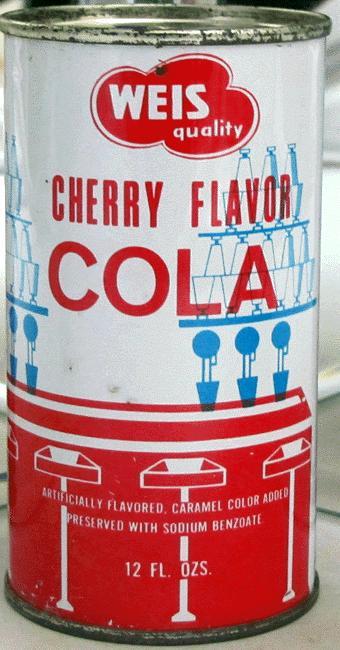 WEIS
quality
CHERRY FLAVOR
COLA
ARTIFICIALLY FLAVORED, CARAMEL COLOR ADDED
PRESERVED WITH SODIUM BENZOATE
12 FL. OZS.